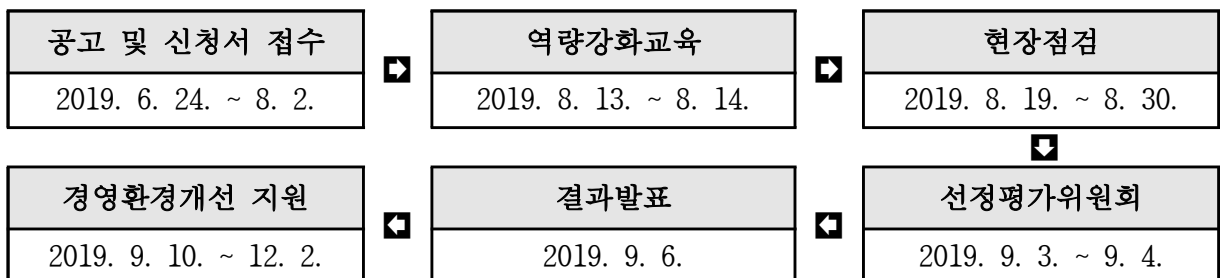 공고 및 신청서 접수
2019. 6. 24. ~ 8. 2.
역량강화교육
2019. 8. 13. ~ 8. 14.
현장점검
2019. 8. 19. ~ 8. 30.
선정평가위원회
2019. 9. 3. ~ 9. 4.
결과발표
2019. 9. 6.
경영환경개선 지원
2019. 9. 10. ~ 12. 2.